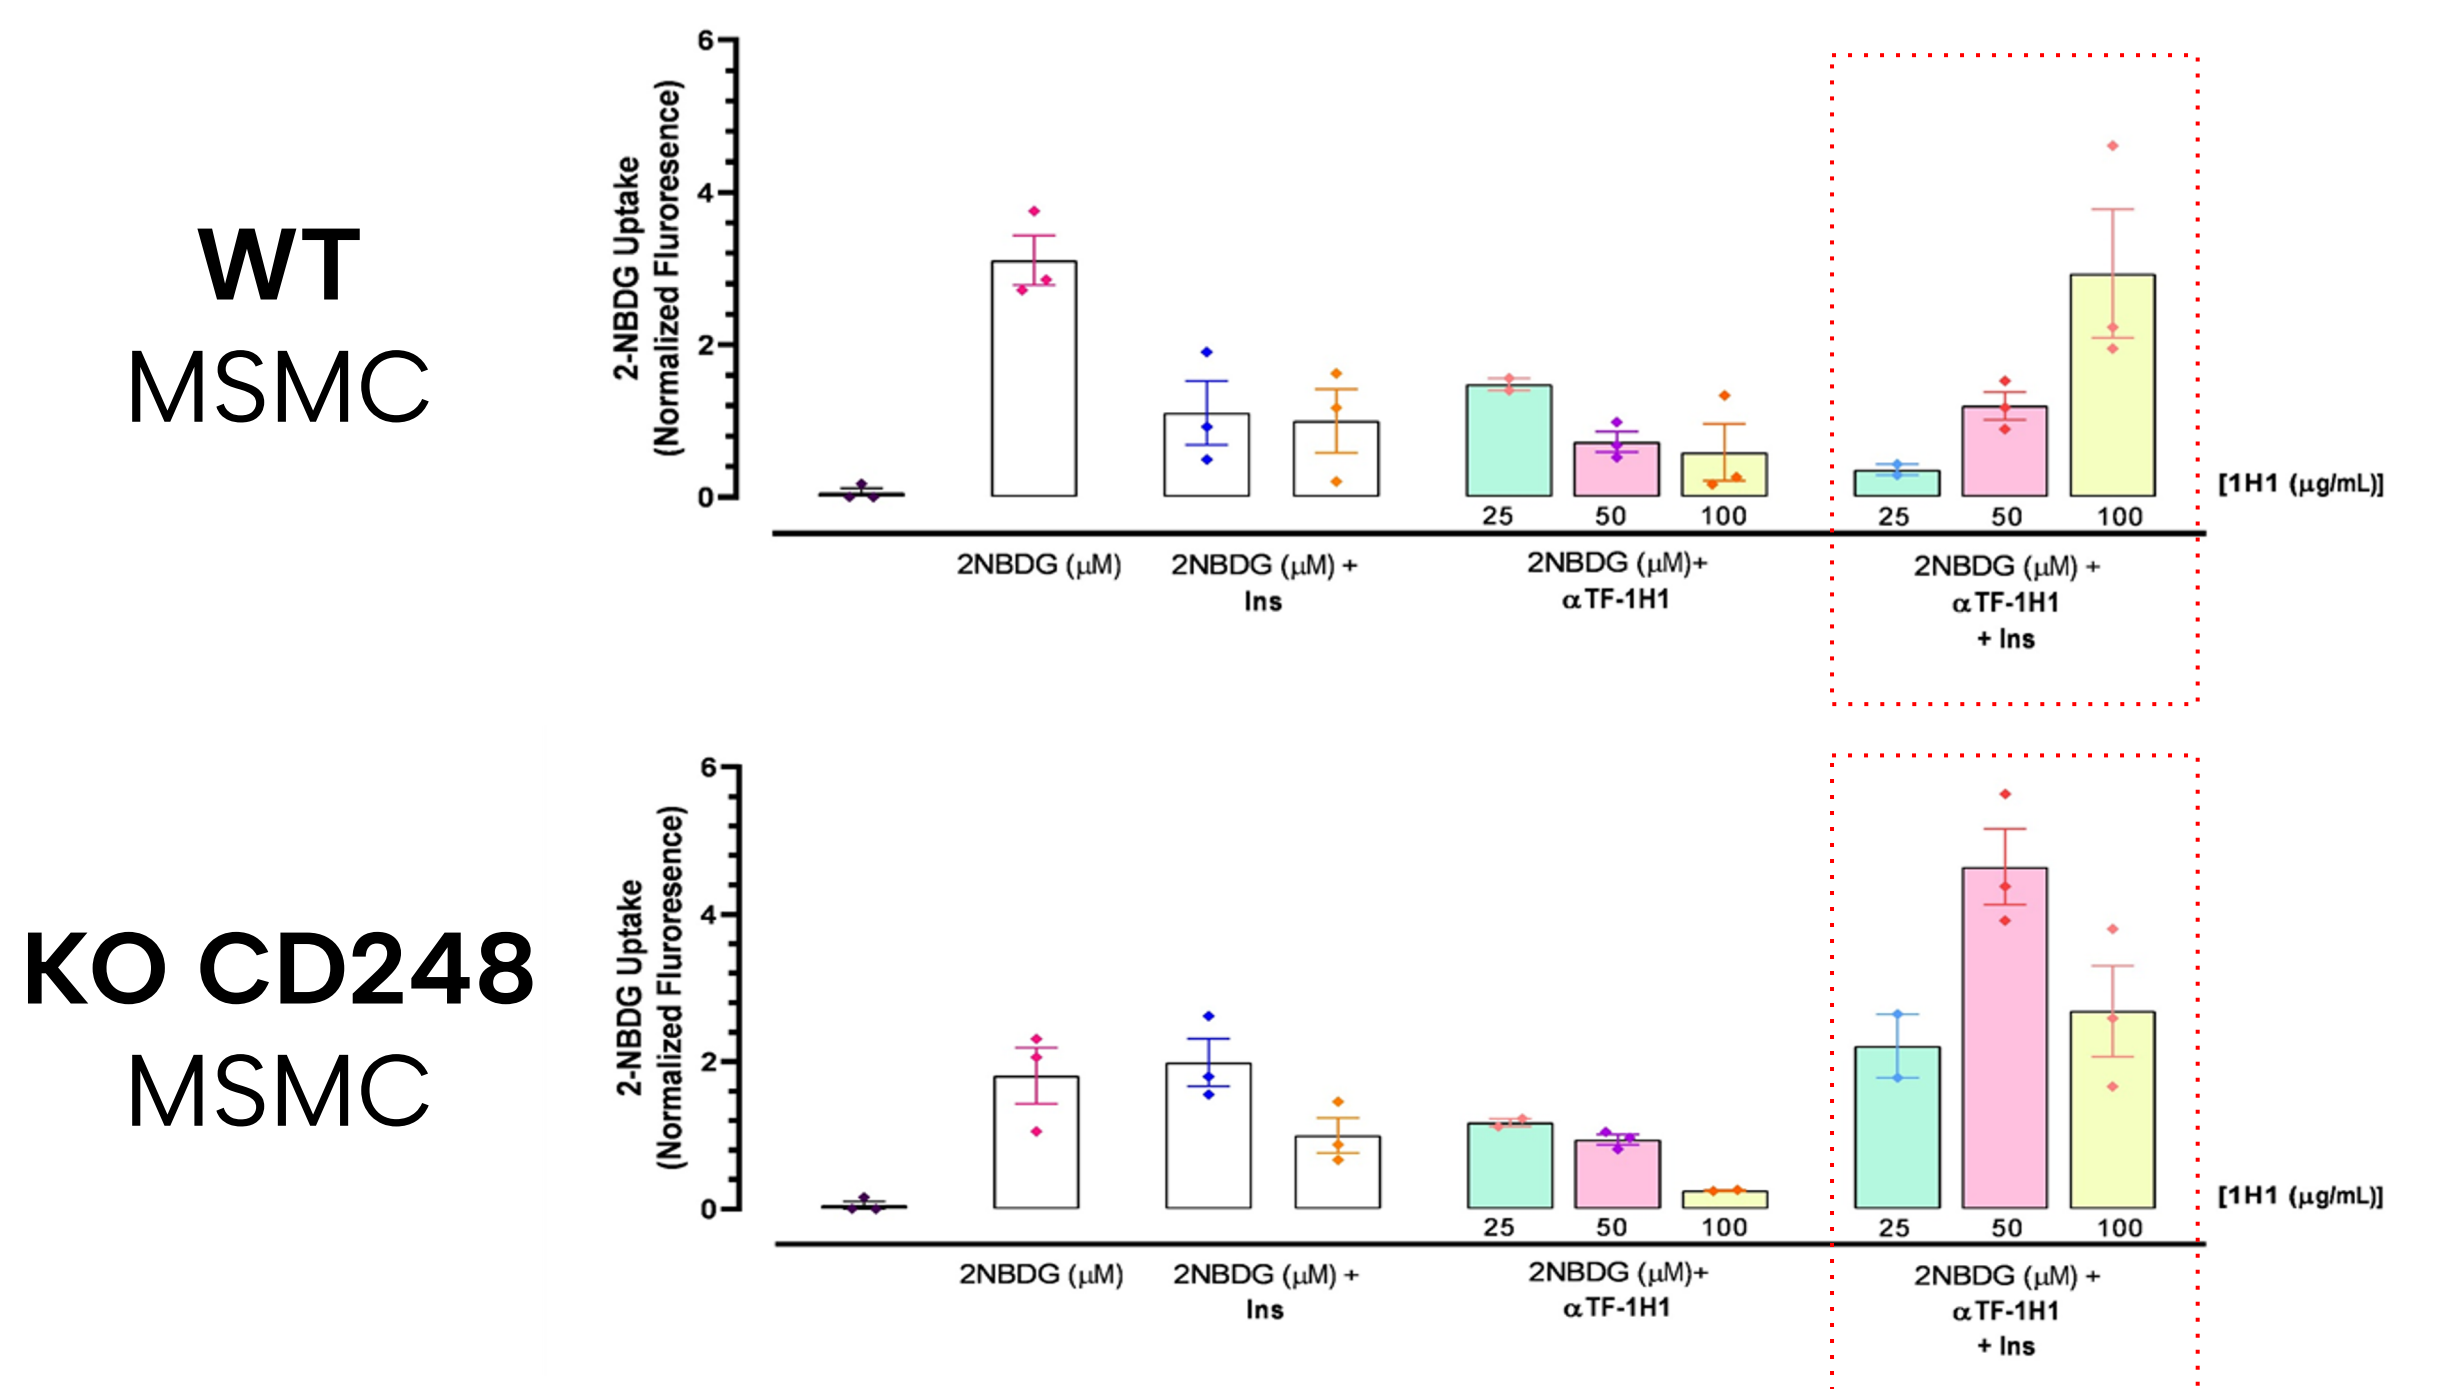 WT
MSMC
2-NBDG Uptake
(Normalized Fluroresence)
6
4
2
0
25 50 100 25 50 100
[1H1 (μg/mL)]
2NBDG (μM) 2NBDG (μM) + 2NBDG (μM)+ 2NBDG (μM) +
Ins αTF-1H1 αTF-1H1
+ Ins
KO CD248
MSMC
2-NBDG Uptake
(Normalized Fluroresence)
6
4
2
0
25 50 100 25 50 100
[1H1 (μg/mL)]
2NBDG (μM) 2NBDG (μM) + 2NBDG (μM)+ 2NBDG (μM) +
Ins αTF-1H1 αTF-1H1
+ Ins